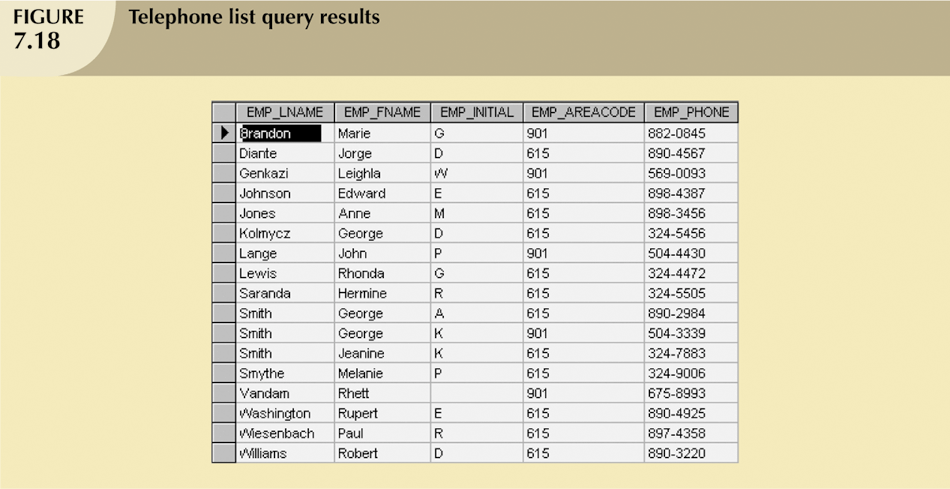 FIGURE 7.18
Telephone list query results
EMP_LNAME EMP_FNAME EMP_INITIAL EMP_AREACODE EMP_PHONE
Brandon Marie G 901 882-0845
Diante Jorge D 615 890-4567
Genkazi Leighla W 901 569-0093
Johnson Edward E 615 898-4387
Jones Anne M 615 898-3456
Kolmycz George D 615 324-5456
Lange John P 901 504-4430
Lewis Rhonda G 615 324-4472
Saranda Hermine R 615 324-5505
Smith George A 615 890-2984
Smith George K 901 504-3339
Smith Jeanine K 615 324-7883
Smythe Melanie P 615 324-9006
Vandam Rhett 901 675-8993
Washington Rupert E 615 890-4925
Wiesenbach Paul R 615 897-4358
Williams Robert D 615 890-3220